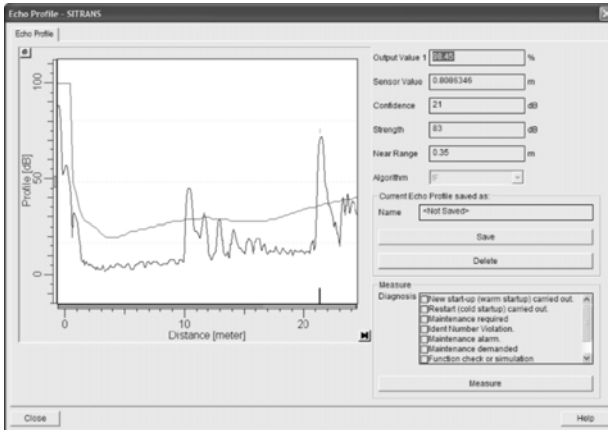 Echo Profile - SITRANS
Echo Profile
Output Value 1 %
Sensor Value 0.8086346 m
Confidence 21 dB
Strength 83 dB
Near Range 0.35 m
Algorithm
Current Echo Profile saved as:
Name <Not Saved>
Save
Delete
Measure
Diagnosis New start-up (warm startup) carried out.
Restart (cold startup) carried out.
Maintenance required
Ident Number Violation.
Maintenance alarm.
Maintenance demanded
Function check or simulation
Measure
Profile [dB]
100
50
0
0 10 20
Distance [meter]
Close Help